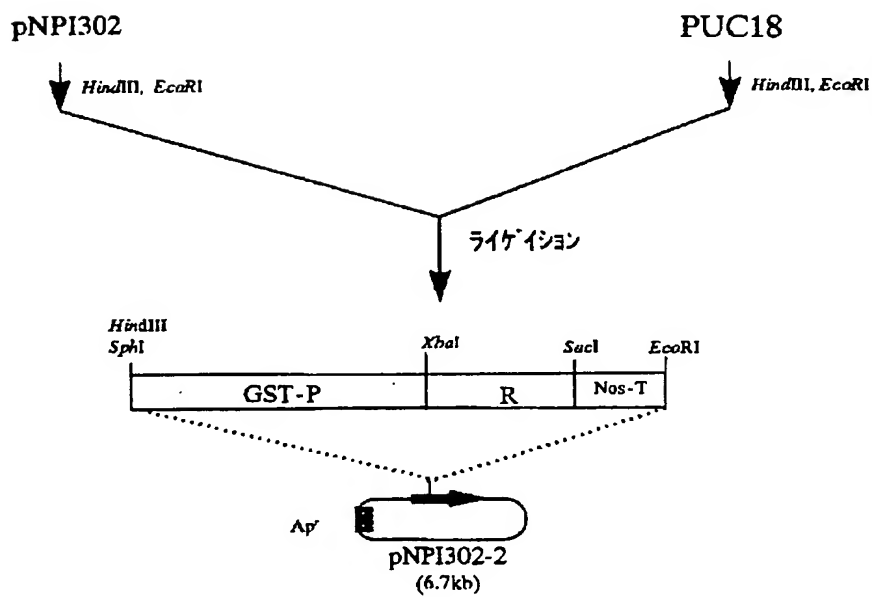 pNPI302
PUC18
HindIII, EcoRI
HindIII, EcoRI
ライゲイション
HindIII
SphI
XbaI
SacI
EcoRI
GST-P
R
Nos-T
Apʳ
pNPI302-2
(6.7kb)